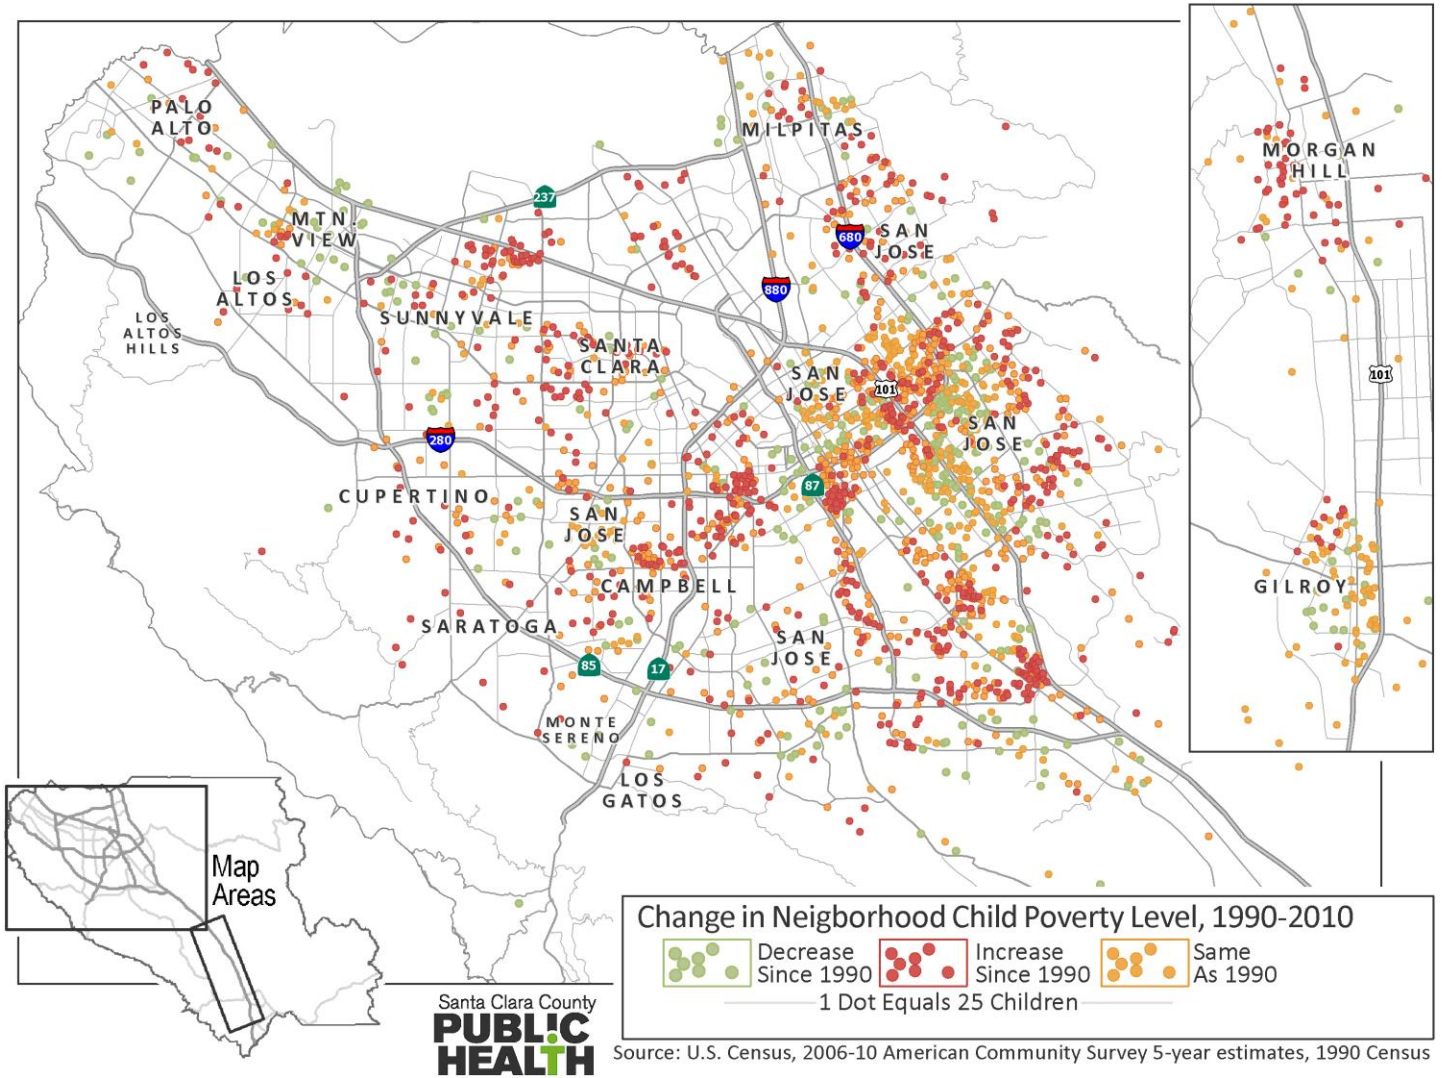 PALO
ALTO
MTN.
VIEW
LOS
ALTOS
LOS
ALTOS
HILLS
237
SUNNYVALE
SANTA
CLARA
MILPITAS
680
SAN
JOSE
880
SAN
JOSE
101
SAN
JOSE
280
CUPERTINO
87
SAN
JOSE
CAMPBELL
SARATOGA
85
17
SAN
JOSE
MONTE
SERENO
LOS
GATOS
MORGAN
HILL
101
GILROY
Map
Areas
Change in Neigborhood Child Poverty Level, 1990-2010
Decrease
Since 1990
Increase
Since 1990
Same
As 1990
1 Dot Equals 25 Children
Santa Clara County
PUBLIC
HEALTH
Source: U.S. Census, 2006-10 American Community Survey 5-year estimates, 1990 Census